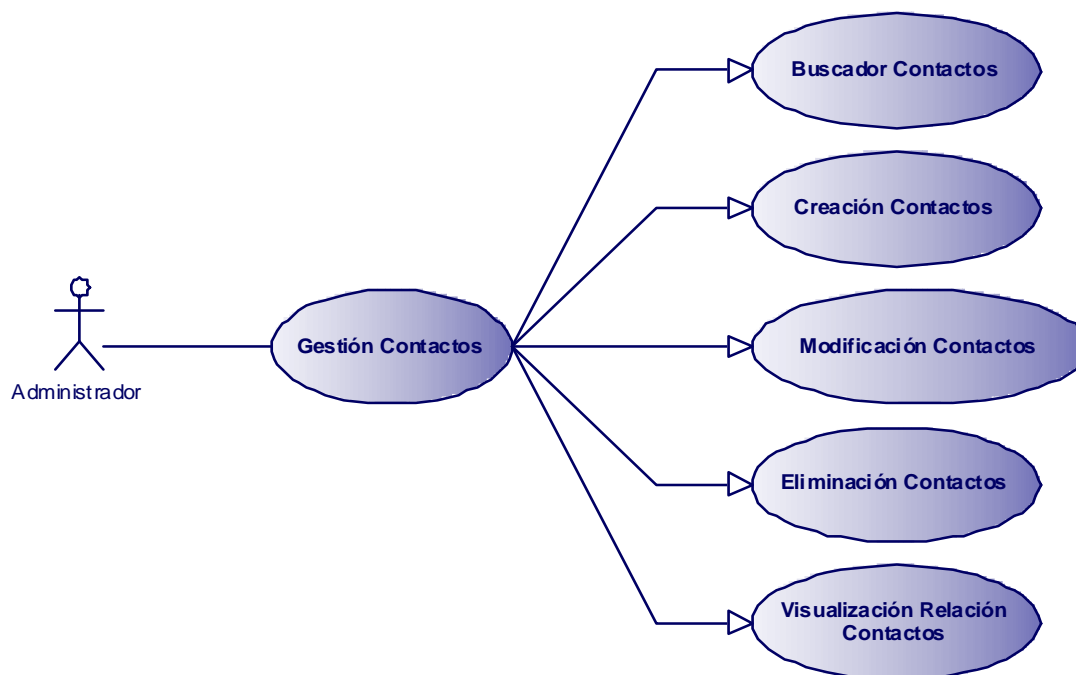 Buscador Contactos
Creación Contactos
Administrador
Gestión Contactos
Modificación Contactos
Eliminación Contactos
Visualización Relación
Contactos